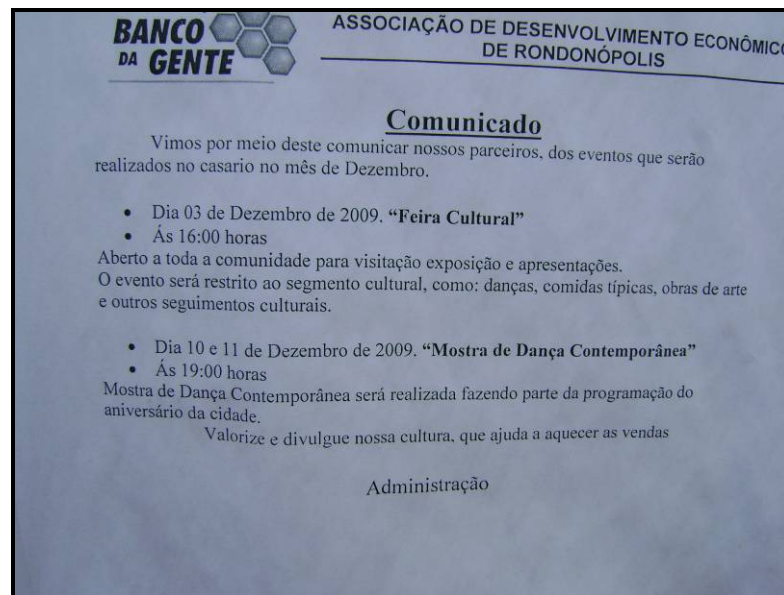 BANCO
DA GENTE
ASSOCIAÇÃO DE DESENVOLVIMENTO ECONÔMICO
DE RONDONÓPOLIS
Comunicado
Vimos por meio deste comunicar nossos parceiros, dos eventos que serão
realizados no casario no mês de Dezembro.
• Dia 03 de Dezembro de 2009. “Feira Cultural”
• Ás 16:00 horas
Aberto a toda a comunidade para visitação exposição e apresentações.
O evento será restrito ao segmento cultural, como: danças, comidas típicas, obras de arte
e outros seguimentos culturais.
• Dia 10 e 11 de Dezembro de 2009. “Mostra de Dança Contemporânea”
• Ás 19:00 horas
Mostra de Dança Contemporânea será realizada fazendo parte da programação do
aniversário da cidade.
Valorize e divulgue nossa cultura, que ajuda a aquecer as vendas
Administração